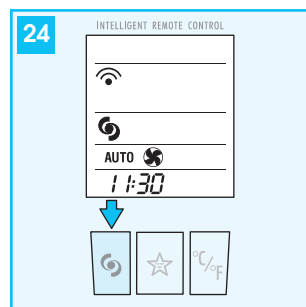 24
INTELLIGENT REMOTE CONTROL
AUTO
11:30
°C/°F